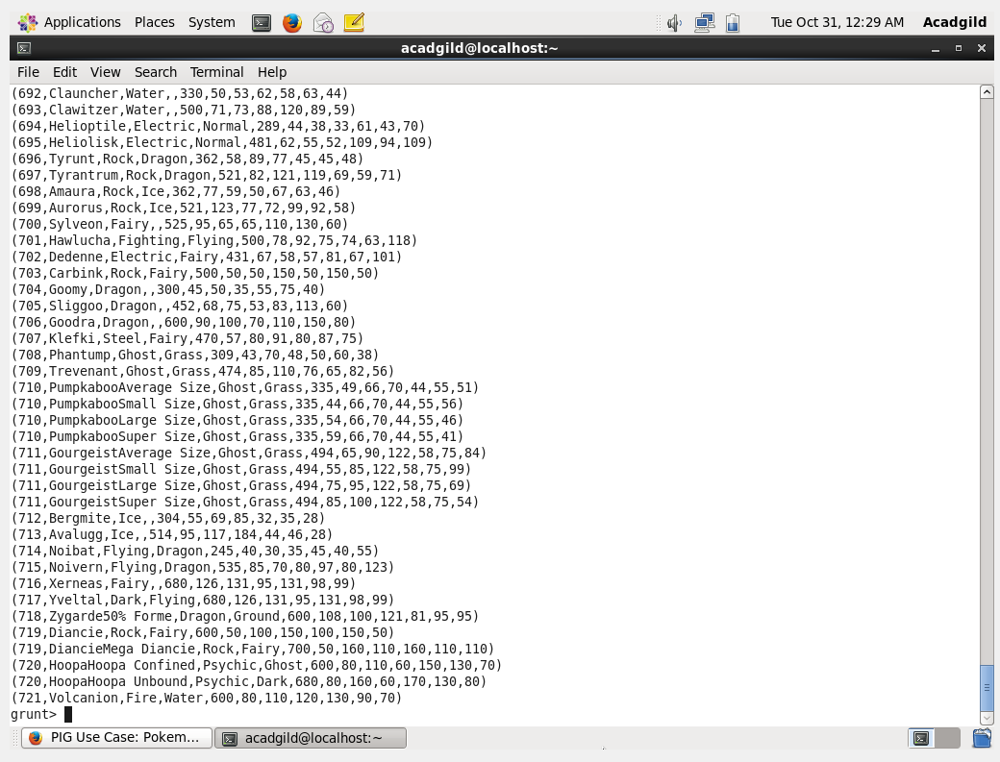 Applications Places System Tue Oct 31, 12:29 AM Acadgild
acadgild@localhost:~
File Edit View Search Terminal Help
(692,Clauncher,Water,,330,50,53,62,58,63,44)
(693,Clawitzer,Water,,500,71,73,88,120,89,59)
(694,Helioptile,Electric,Normal,289,44,38,33,61,43,70)
(695,Heliolisk,Electric,Normal,481,62,55,52,109,94,109)
(696,Tyrunt,Rock,Dragon,362,58,89,77,45,45,48)
(697,Tyrantrum,Rock,Dragon,521,82,121,119,69,59,71)
(698,Amaura,Rock,Ice,362,77,59,50,67,63,46)
(699,Aurorus,Rock,Ice,521,123,77,72,99,92,58)
(700,Sylveon,Fairy,,525,95,65,65,110,130,60)
(701,Hawlucha,Fighting,Flying,500,78,92,75,74,63,118)
(702,Dedenne,Electric,Fairy,431,67,58,57,81,67,101)
(703,Carbink,Rock,Fairy,500,50,50,150,50,150,50)
(704,Goomy,Dragon,,300,45,50,35,55,75,40)
(705,Sliggoo,Dragon,,452,68,75,53,83,113,60)
(706,Goodra,Dragon,,600,90,100,70,110,150,80)
(707,Klefki,Steel,Fairy,470,57,80,91,80,87,75)
(708,Phantump,Ghost,Grass,309,43,70,48,50,60,38)
(709,Trevenant,Ghost,Grass,474,85,110,76,65,82,56)
(710,PumpkabooAverage Size,Ghost,Grass,335,49,66,70,44,55,51)
(710,PumpkabooSmall Size,Ghost,Grass,335,44,66,70,44,55,56)
(710,PumpkabooLarge Size,Ghost,Grass,335,54,66,70,44,55,46)
(710,PumpkabooSuper Size,Ghost,Grass,335,59,66,70,44,55,41)
(711,GourgeistAverage Size,Ghost,Grass,494,65,90,122,58,75,84)
(711,GourgeistSmall Size,Ghost,Grass,494,55,85,122,58,75,99)
(711,GourgeistLarge Size,Ghost,Grass,494,75,95,122,58,75,69)
(711,GourgeistSuper Size,Ghost,Grass,494,85,100,122,58,75,54)
(712,Bergmite,Ice,,304,55,69,85,32,35,28)
(713,Avalugg,Ice,,514,95,117,184,44,46,28)
(714,Noibat,Flying,Dragon,245,40,30,35,45,40,55)
(715,Noivern,Flying,Dragon,535,85,70,80,97,80,123)
(716,Xerneas,Fairy,,680,126,131,95,131,98,99)
(717,Yveltal,Dark,Flying,680,126,131,95,131,98,99)
(718,Zygarde50% Forme,Dragon,Ground,600,108,100,121,81,95,95)
(719,Diancie,Rock,Fairy,600,50,100,150,100,150,50)
(719,DiancieMega Diancie,Rock,Fairy,700,50,160,110,160,110,110)
(720,HoopaHoopa Confined,Psychic,Ghost,600,80,110,60,150,130,70)
(720,HoopaHoopa Unbound,Psychic,Dark,680,80,160,60,170,130,80)
(721,Volcanion,Fire,Water,600,80,110,120,130,90,70)
grunt>
PIG Use Case: Pokem... acadgild@localhost:~